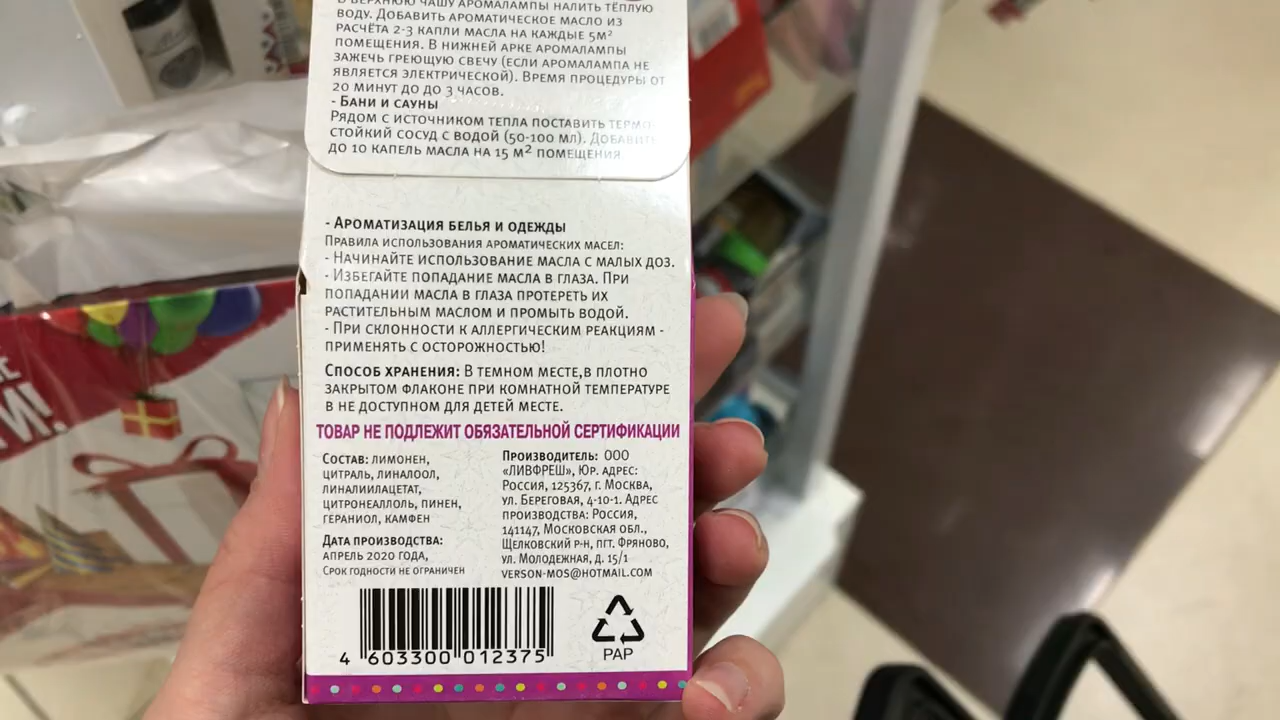 В ВЕРХНЮЮ ЧАШУ АРОМАЛАМПЫ НАЛИТЬ ТЁПЛУЮ
ВОДУ. ДОБАВИТЬ АРОМАТИЧЕСКОЕ МАСЛО ИЗ
РАСЧЁТА 2-3 КАПЛИ МАСЛА НА КАЖДЫЕ 5М²
ПОМЕЩЕНИЯ. В НИЖНЕЙ АРКЕ АРОМАЛАМПЫ
ЗАЖЕЧЬ ГРЕЮЩУЮ СВЕЧУ (ЕСЛИ АРОМАЛАМПА НЕ
ЯВЛЯЕТСЯ ЭЛЕКТРИЧЕСКОЙ). ВРЕМЯ ПРОЦЕДУРЫ ОТ
20 МИНУТ ДО ДО 3 ЧАСОВ.
- БАНИ И САУНЫ
РЯДОМ С ИСТОЧНИКОМ ТЕПЛА ПОСТАВИТЬ ТЕРМО-
СТОЙКИЙ СОСУД С ВОДОЙ (50-100 МЛ). ДОБАВИТЬ
ДО 10 КАПЕЛЬ МАСЛА НА 15 М² ПОМЕЩЕНИЯ
- АРОМАТИЗАЦИЯ БЕЛЬЯ И ОДЕЖДЫ
ПРАВИЛА ИСПОЛЬЗОВАНИЯ АРОМАТИЧЕСКИХ МАСЕЛ:
- НАЧИНАЙТЕ ИСПОЛЬЗОВАНИЕ МАСЛА С МАЛЫХ ДОЗ.
- ИЗБЕГАЙТЕ ПОПАДАНИЕ МАСЛА В ГЛАЗА. ПРИ
ПОПАДАНИИ МАСЛА В ГЛАЗА ПРОТЕРЕТЬ ИХ
РАСТИТЕЛЬНЫМ МАСЛОМ И ПРОМЫТЬ ВОДОЙ.
- ПРИ СКЛОННОСТИ К АЛЛЕРГИЧЕСКИМ РЕАКЦИЯМ -
ПРИМЕНЯТЬ С ОСТОРОЖНОСТЬЮ!
СПОСОБ ХРАНЕНИЯ: В ТЕМНОМ МЕСТЕ,В ПЛОТНО
ЗАКРЫТОМ ФЛАКОНЕ ПРИ КОМНАТНОЙ ТЕМПЕРАТУРЕ
В НЕ ДОСТУПНОМ ДЛЯ ДЕТЕЙ МЕСТЕ.
ТОВАР НЕ ПОДЛЕЖИТ ОБЯЗАТЕЛЬНОЙ СЕРТИФИКАЦИИ
СОСТАВ: ЛИМОНЕН,
ЦИТРАЛЬ, ЛИНАЛООЛ,
ЛИНАЛИИЛАЦЕТАТ,
ЦИТРОНЕАЛЛОЛЬ, ПИНЕН,
ГЕРАНИОЛ, КАМФЕН
ДАТА ПРОИЗВОДСТВА:
АПРЕЛЬ 2020 ГОДА,
СРОК ГОДНОСТИ НЕ ОГРАНИЧЕН
ПРОИЗВОДИТЕЛЬ: ООО
«ЛИВФРЕШ», ЮР. АДРЕС:
РОССИЯ, 125367, Г. МОСКВА,
УЛ. БЕРЕГОВАЯ, 4-10-1. АДРЕС
ПРОИЗВОДСТВА: РОССИЯ,
141147, МОСКОВСКАЯ ОБЛ.,
ЩЕЛКОВСКИЙ Р-Н, ПГТ. ФРЯНОВО,
УЛ. МОЛОДЕЖНАЯ, Д. 15/1
VERSON-MOS@HOTMAIL.COM
4 603300 012375
PAP